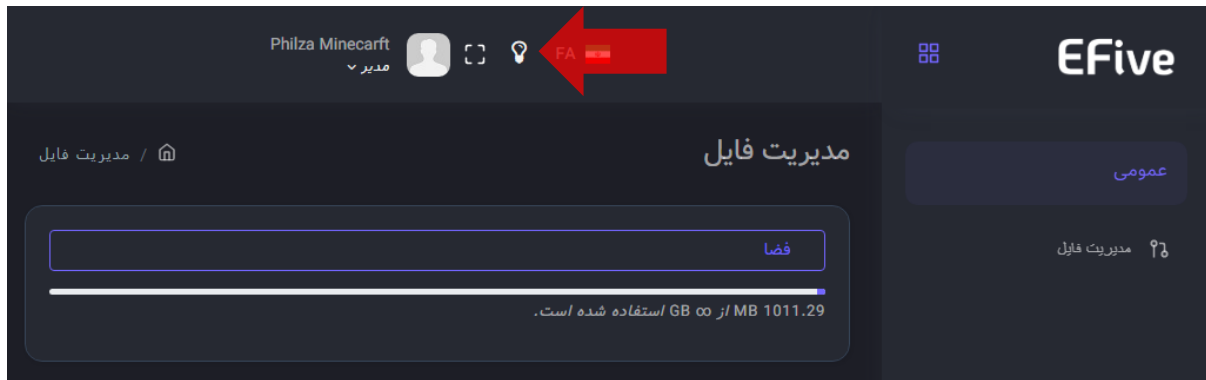 EFive
FA
Philza Minecarft
مدیر
مدیریت فایل
/ مدیریت فایل
عمومی
مدیریت فایل
فضا
1011.29 MB از ∞ GB استفاده شده است.